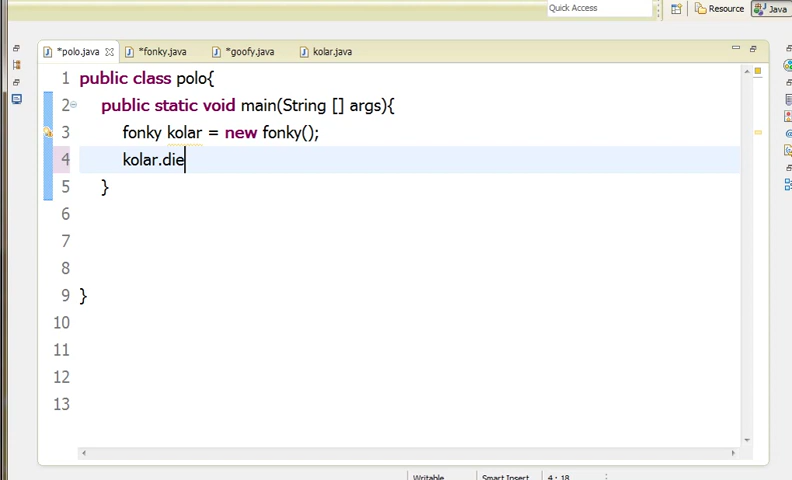 Quick Access
Resource
Java
*polo.java
*fonky.java
*goofy.java
kolar.java
1 public class polo{
2 public static void main(String [] args){
3 fonky kolar = new fonky();
4 kolar.die
5 }
6
7
8
9 }
10
11
12
13
Writable
Smart Insert
4 : 18